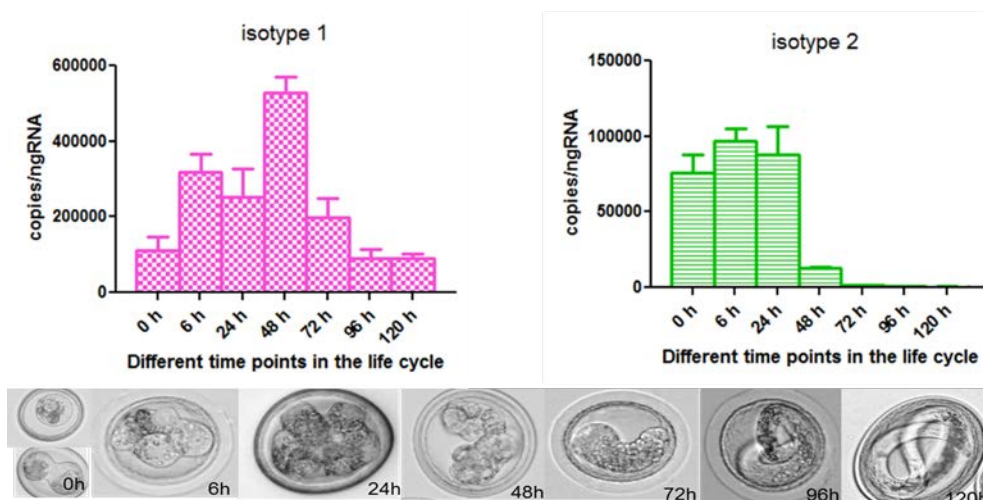 isotype 1
600000
400000
200000
0
copies/ngRNA
0 h
6 h
24 h
48 h
72 h
96 h
120 h
Different time points in the life cycle
isotype 2
150000
100000
50000
0
copies/ngRNA
0 h
6 h
24 h
48 h
72 h
96 h
120 h
Different time points in the life cycle
0h
6h
24h
48h
72h
96h
120h